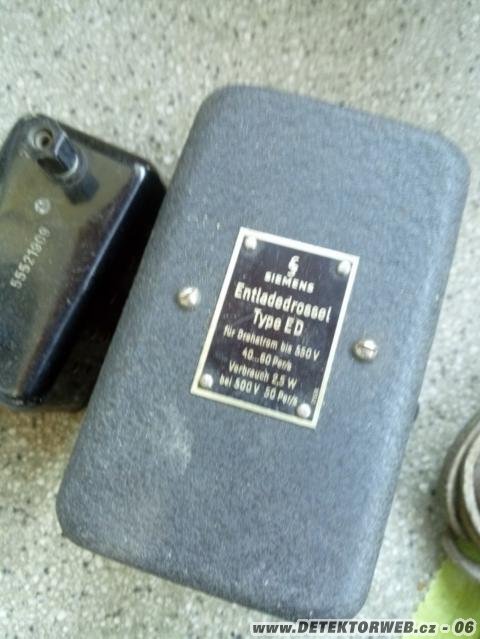 55521909
SIEMENS
Entladedrossel
Type ED
für Drehstrom bis 550 V
40...60 Per/s
Verbrauch 2,5 W
bei 500 V 50 Per/s
www.DETEKTORWEB.cz - 06